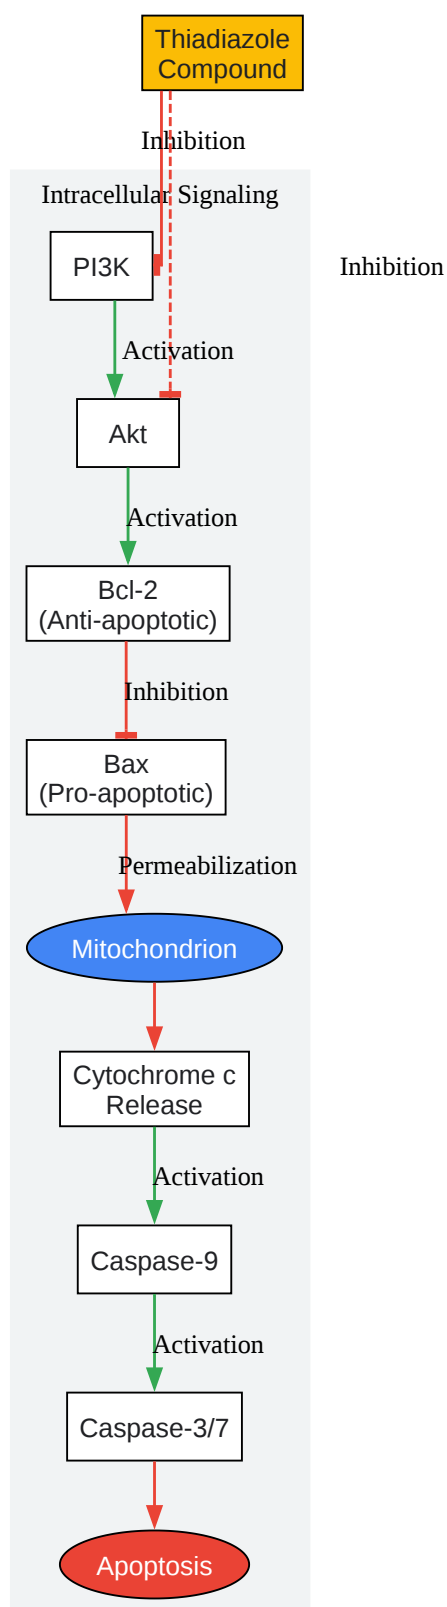 Thiadiazole
Compound
Inhibition
Intracellular Signaling
PI3K
Inhibition
Activation
Akt
Activation
Bcl-2
(Anti-apoptotic)
Inhibition
Bax
(Pro-apoptotic)
Permeabilization
Mitochondrion
Cytochrome c
Release
Activation
Caspase-9
Activation
Caspase-3/7
Apoptosis